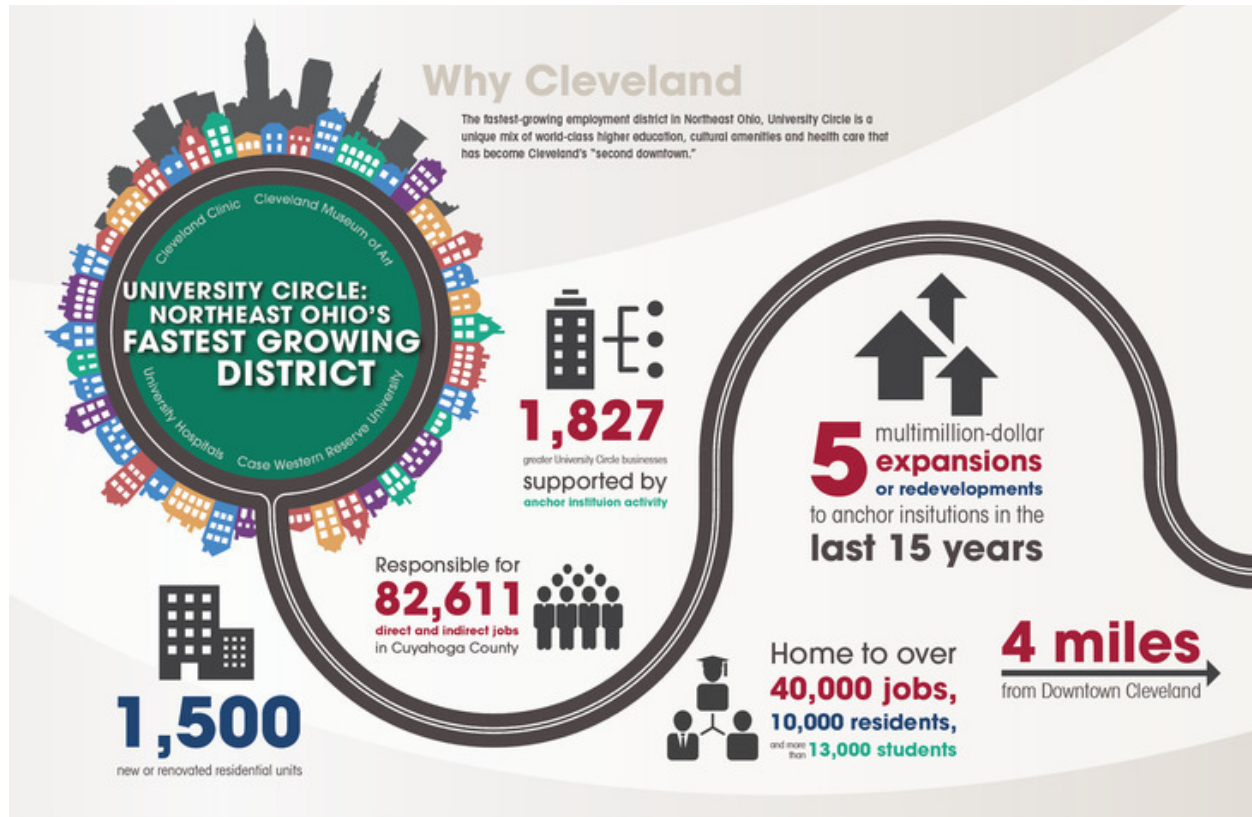 Why Cleveland
The fastest-growing employment district in Northeast Ohio, University Circle is a
unique mix of world-class higher education, cultural amenities and health care that
has become Cleveland's "second downtown."
Cleveland Clinic
Cleveland Museum of Art
UNIVERSITY CIRCLE:
NORTHEAST OHIO'S
FASTEST GROWING
DISTRICT
University Hospitals
Case Western Reserve University
1,827
greater University Circle businesses
supported by
anchor instituion activity
5
multimillion-dollar
expansions
or redevelopments
to anchor insitutions in the
last 15 years
Responsible for
82,611
direct and indirect jobs
in Cuyahoga County
1,500
new or renovated residential units
Home to over
40,000 jobs,
10,000 residents,
and more
than 13,000 students
4 miles
from Downtown Cleveland